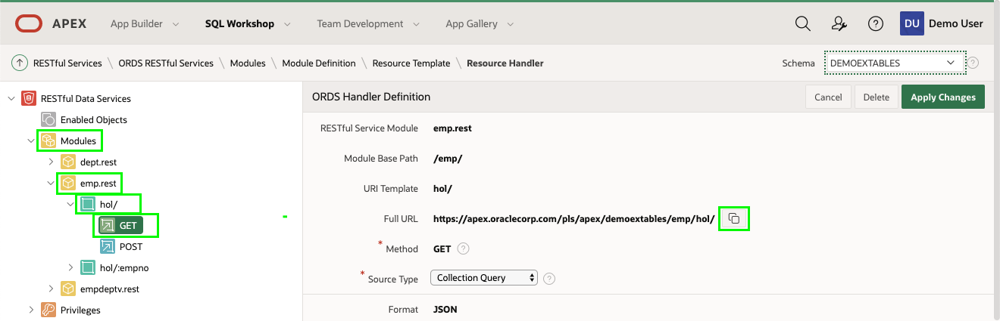 APEX App Builder SQL Workshop Team Development App Gallery ? DU Demo User
RESTful Services \ ORDS RESTful Services \ Modules \ Module Definition \ Resource Template \ Resource Handler Schema DEMOEXTABLES ?
RESTful Data Services
Enabled Objects
Modules
dept.rest
emp.rest
hol/
GET
POST
hol/:empno
empdeptv.rest
Privileges
ORDS Handler Definition Cancel Delete Apply Changes
RESTful Service Module emp.rest
Module Base Path /emp/
URI Template hol/
Full URL https://apex.oraclecorp.com/pls/apex/demoextables/emp/hol/
* Method GET ?
* Source Type Collection Query ?
Format JSON